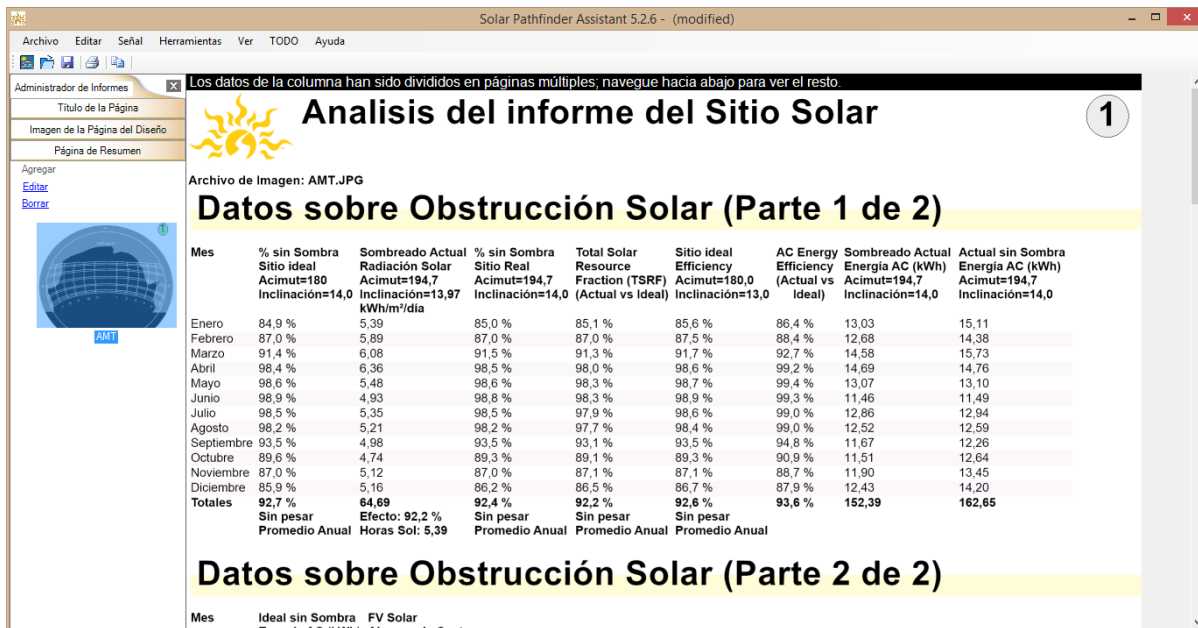 Solar Pathfinder Assistant 5.2.6 - (modified)
Archivo Editar Señal Herramientas Ver TODO Ayuda
Administrador de Informes
Título de la Página
Imagen de la Página del Diseño
Página de Resumen
Agregar
Editar
Borrar
1
AMT
Los datos de la columna han sido divididos en páginas múltiples; navegue hacia abajo para ver el resto.
Analisis del informe del Sitio Solar
1
Archivo de Imagen: AMT.JPG
Datos sobre Obstrucción Solar (Parte 1 de 2)
Mes % sin Sombra Sombreado Actual % sin Sombra Total Solar Sitio ideal AC Energy Sombreado Actual Actual sin Sombra
Sitio ideal Radiación Solar Sitio Real Resource Efficiency Efficiency Energía AC (kWh) Energía AC (kWh)
Acimut=180 Acimut=194,7 Acimut=194,7 Fraction (TSRF) Acimut=180,0 (Actual vs Acimut=194,7 Acimut=194,7
Inclinación=14,0 Inclinación=13,97 Inclinación=14,0 (Actual vs Ideal) Inclinación=13,0 Ideal) Inclinación=14,0 Inclinación=14,0
kWh/m²/día
Enero 84,9 % 5,39 85,0 % 85,1 % 85,6 % 86,4 % 13,03 15,11
Febrero 87,0 % 5,89 87,0 % 87,0 % 87,5 % 88,4 % 12,68 14,38
Marzo 91,4 % 6,08 91,5 % 91,3 % 91,7 % 92,7 % 14,58 15,73
Abril 98,4 % 6,36 98,5 % 98,0 % 98,6 % 99,2 % 14,69 14,76
Mayo 98,6 % 5,48 98,6 % 98,3 % 98,7 % 99,4 % 13,07 13,10
Junio 98,9 % 4,93 98,8 % 98,3 % 98,9 % 99,3 % 11,46 11,49
Julio 98,5 % 5,35 98,5 % 97,9 % 98,6 % 99,0 % 12,86 12,94
Agosto 98,2 % 5,21 98,2 % 97,7 % 98,4 % 99,0 % 12,52 12,59
Septiembre 93,5 % 4,98 93,5 % 93,1 % 93,5 % 94,8 % 11,67 12,26
Octubre 89,6 % 4,74 89,3 % 89,1 % 89,3 % 90,9 % 11,51 12,64
Noviembre 87,0 % 5,12 87,0 % 87,1 % 87,1 % 88,7 % 11,90 13,45
Diciembre 85,9 % 5,16 86,2 % 86,5 % 86,7 % 87,9 % 12,43 14,20
Totales 92,7 % 64,69 92,4 % 92,2 % 92,6 % 93,6 % 152,39 162,65
Sin pesar Efecto: 92,2 % Sin pesar Sin pesar Sin pesar
Promedio Anual Horas Sol: 5,39 Promedio Anual Promedio Anual Promedio Anual
Datos sobre Obstrucción Solar (Parte 2 de 2)
Mes Ideal sin Sombra FV Solar